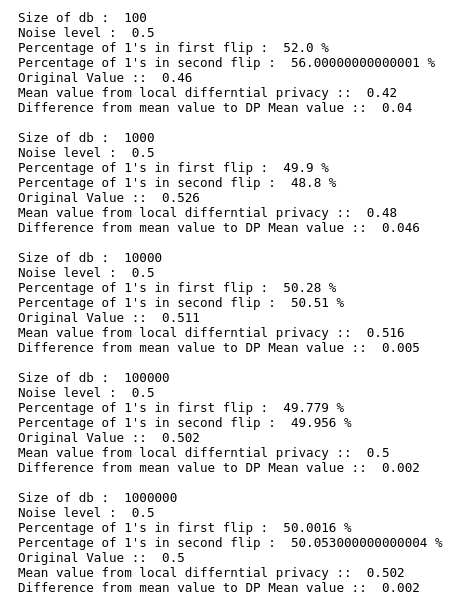 Size of db :  100
Noise level :  0.5
Percentage of 1's in first flip :  52.0 %
Percentage of 1's in second flip :  56.00000000000001 %
Original Value ::  0.46
Mean value from local differntial privacy ::  0.42
Difference from mean value to DP Mean value ::  0.04

Size of db :  1000
Noise level :  0.5
Percentage of 1's in first flip :  49.9 %
Percentage of 1's in second flip :  48.8 %
Original Value ::  0.526
Mean value from local differntial privacy ::  0.48
Difference from mean value to DP Mean value ::  0.046

Size of db :  10000
Noise level :  0.5
Percentage of 1's in first flip :  50.28 %
Percentage of 1's in second flip :  50.51 %
Original Value ::  0.511
Mean value from local differntial privacy ::  0.516
Difference from mean value to DP Mean value ::  0.005

Size of db :  100000
Noise level :  0.5
Percentage of 1's in first flip :  49.779 %
Percentage of 1's in second flip :  49.956 %
Original Value ::  0.502
Mean value from local differntial privacy ::  0.5
Difference from mean value to DP Mean value ::  0.002

Size of db :  1000000
Noise level :  0.5
Percentage of 1's in first flip :  50.0016 %
Percentage of 1's in second flip :  50.053000000000004 %
Original Value ::  0.5
Mean value from local differntial privacy ::  0.502
Difference from mean value to DP Mean value ::  0.002